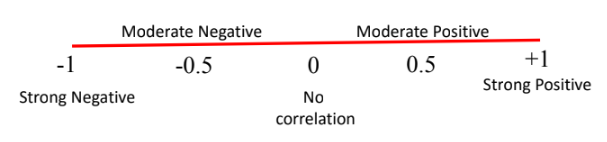 Moderate Negative Moderate Positive
-1 -0.5 0 0.5 +1
Strong Negative No correlation Strong Positive